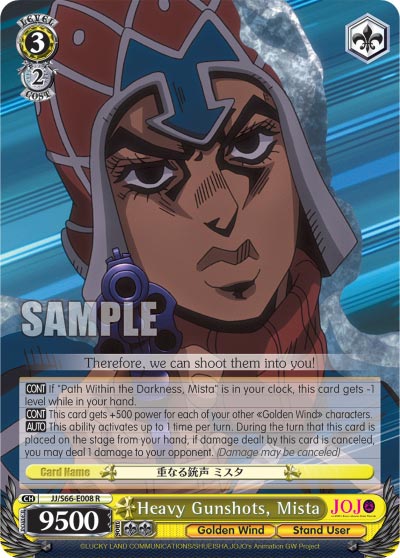 LEVEL
3
2
COST
SAMPLE
Therefore, we can shoot them into you!
CONT If "Path Within the Darkness, Mista" is in your clock, this card gets -1
level while in your hand.
CONT This card gets +500 power for each of your other «Golden Wind» characters.
AUTO This ability activates up to 1 time per turn. During the turn that this card is
placed on the stage from your hand, if damage dealt by this card is canceled,
you may deal 1 damage to your opponent. (Damage may be canceled)
Card Name
重なる銃声 ミスタ
CH
JJ/S66-E008 R
POWER
9500
SOUL
Heavy Gunshots, Mista
JOJO
Golden Wind
Stand User
©LUCKY LAND COMMUNICATIONS/SHUEISHA,JOJO's Animation GW Project